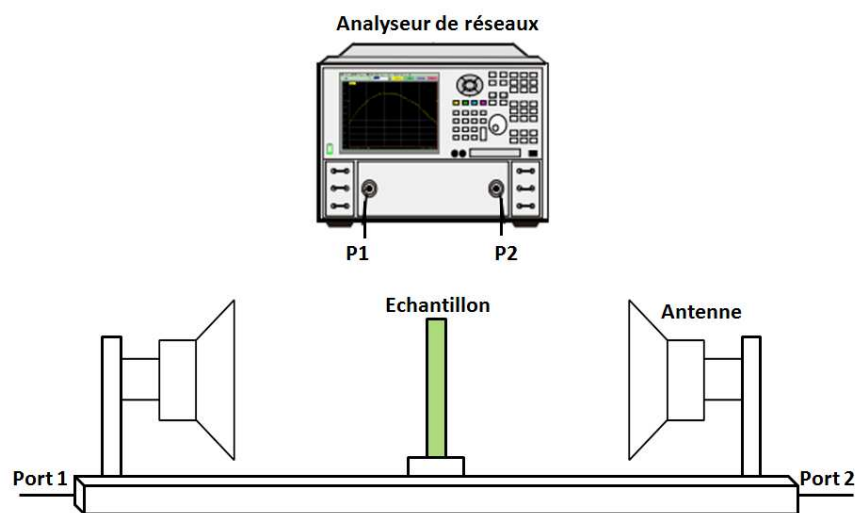 Analyseur de réseaux
P1
P2
Echantillon
Antenne
Port 1
Port 2